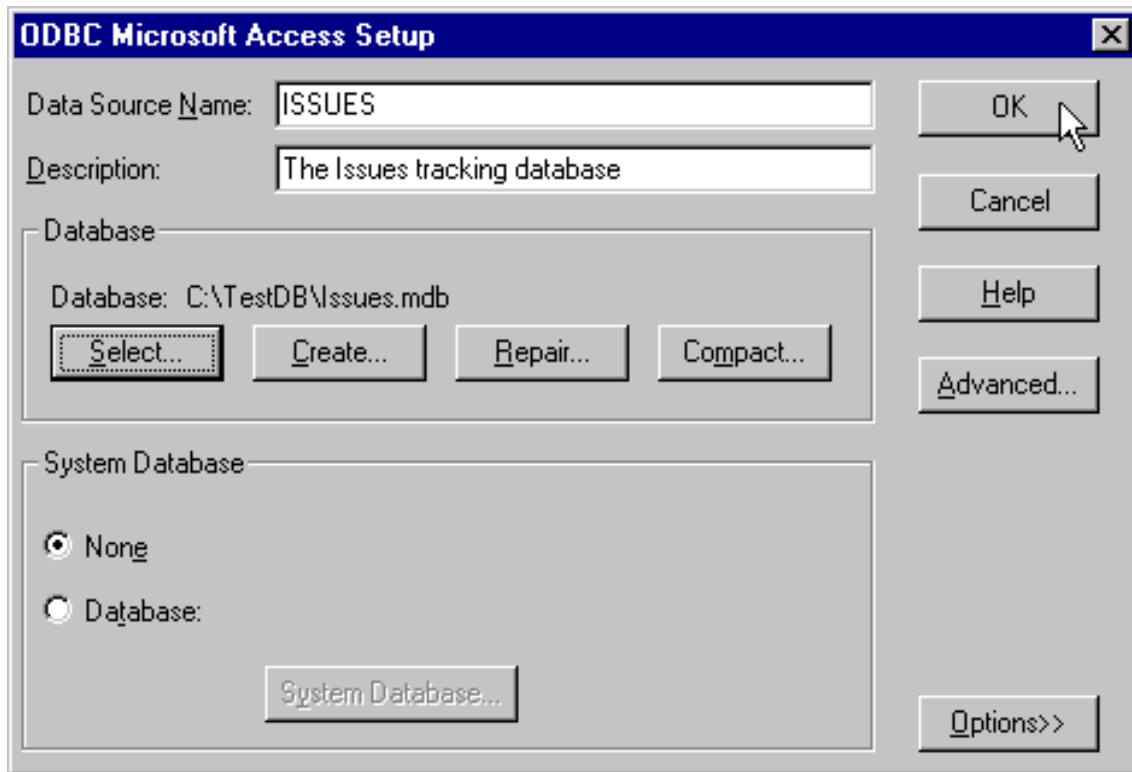 ODBC Microsoft Access Setup
Data Source Name: ISSUES
OK
Description: The Issues tracking database
Cancel
Database
Database: C:\TestDB\Issues.mdb
Help
Select... Create... Repair... Compact...
Advanced...
System Database
None
Database:
System Database...
Options>>